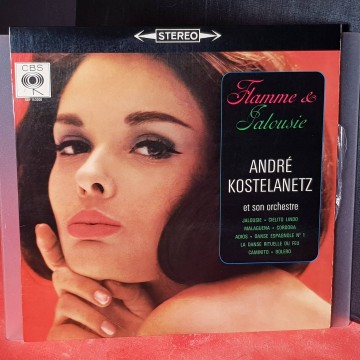 STEREO
CBS
Flamme &
Jalousie
ANDRÉ
KOSTELANETZ
et son orchestre
JALOUSIE • CIELITO LINDO
MALAGUENA • CORDOBA
ADIOS • DANSE ESPAGNOLE N° 1
LA DANSE RITUELLE DU FEU
CAMINITO • BOLERO